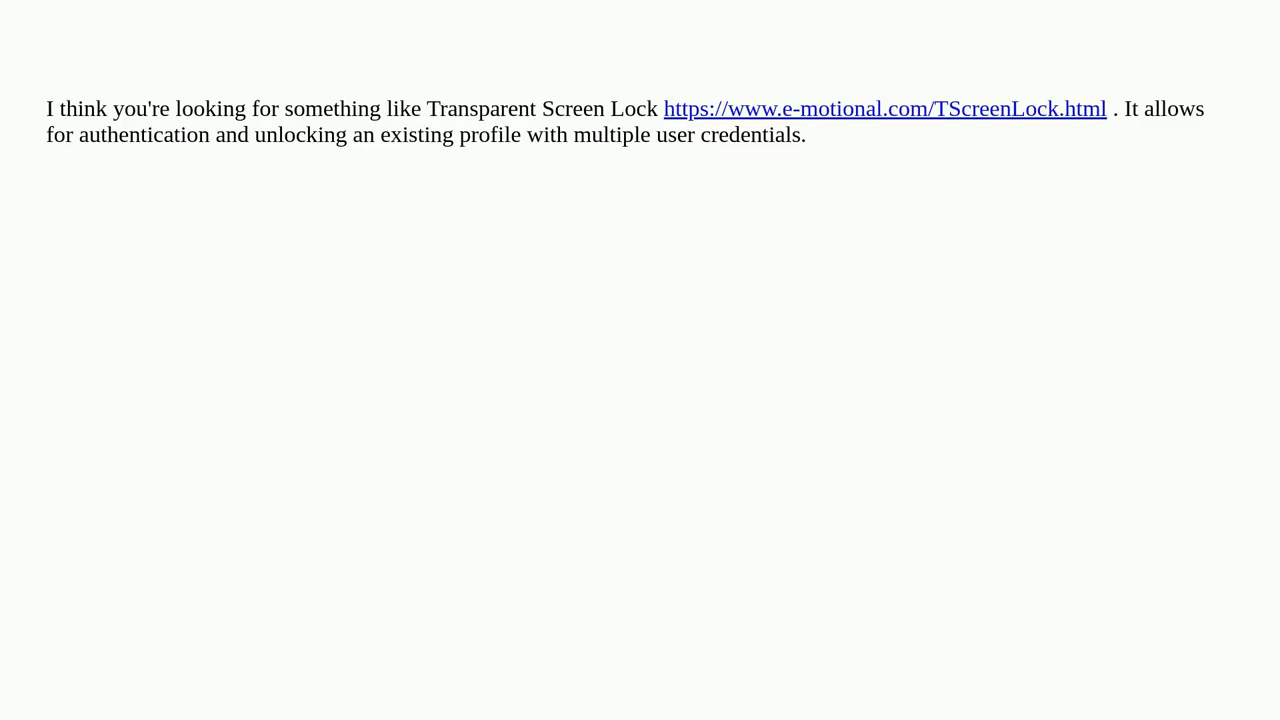 I think you're looking for something like Transparent Screen Lock https://www.e-motional.com/TScreenLock.html . It allows
for authentication and unlocking an existing profile with multiple user credentials.